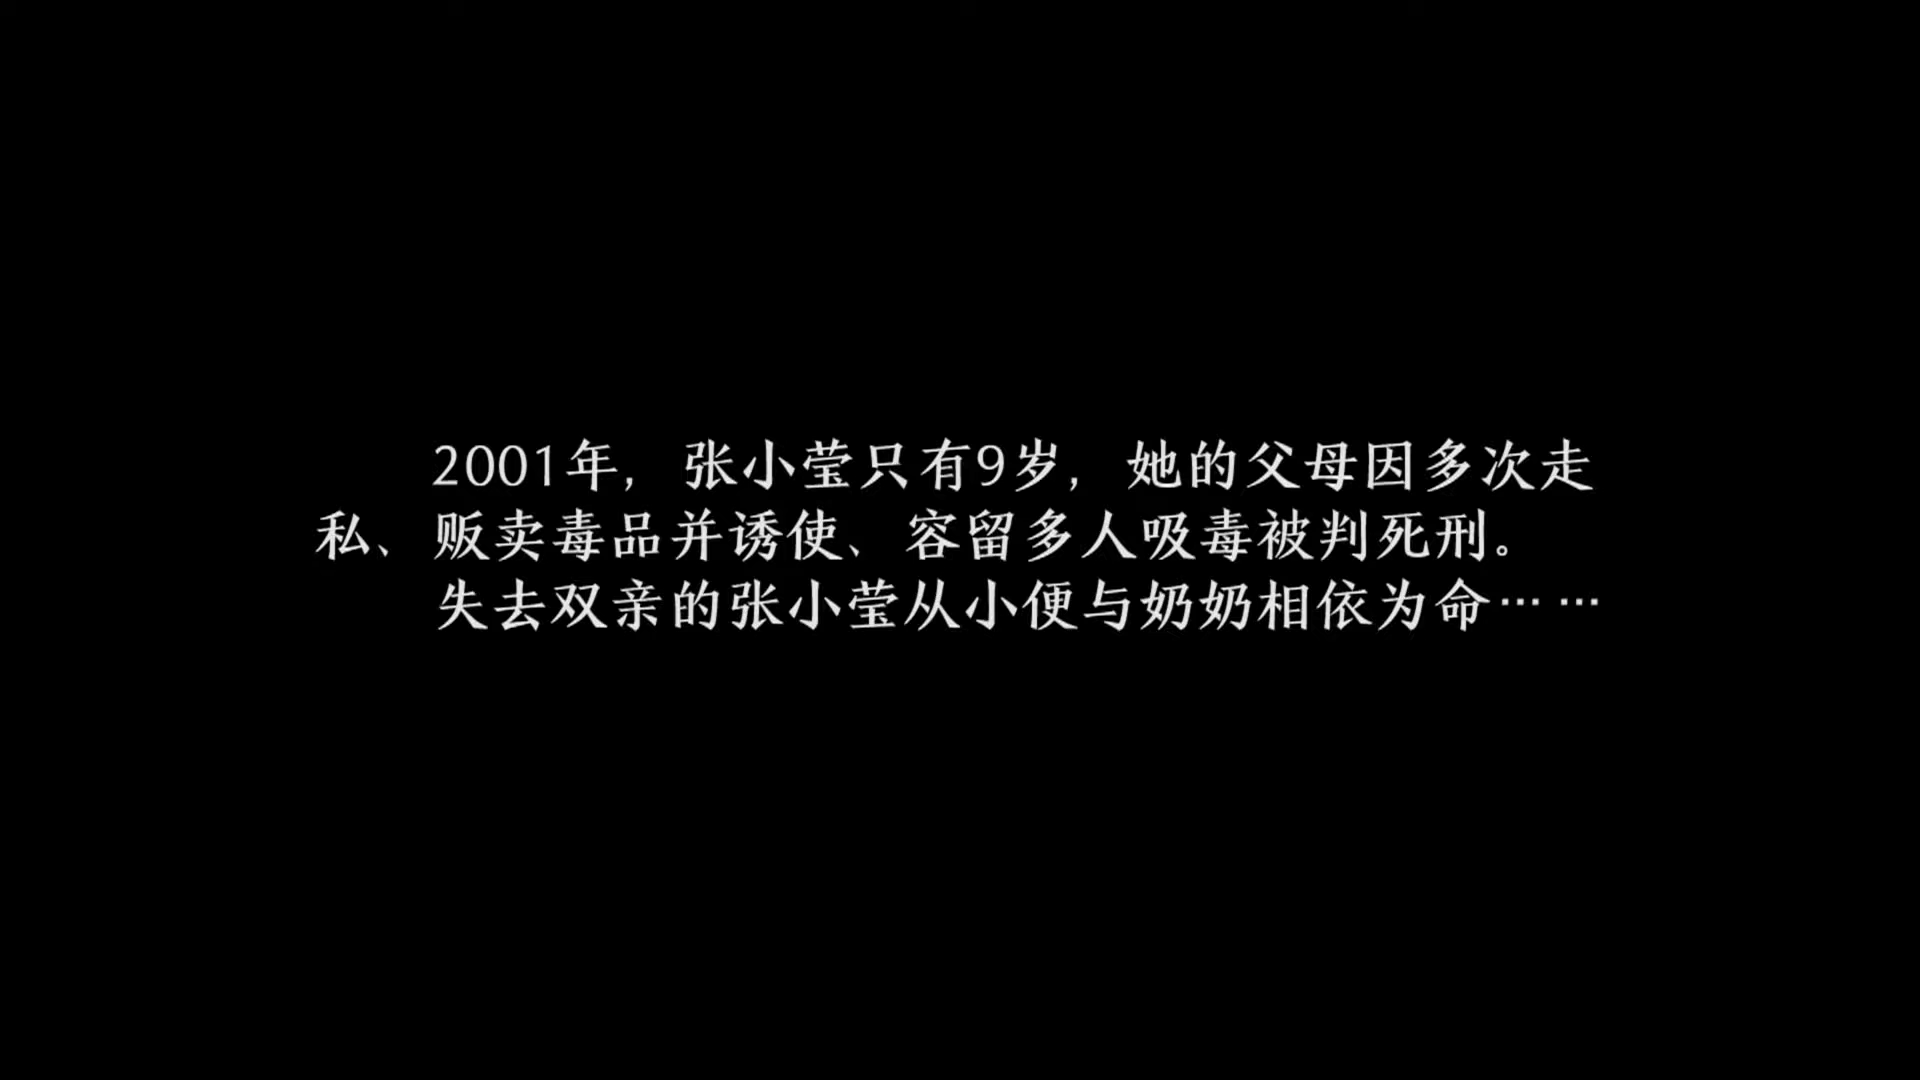 2001年，张小莹只有9岁，她的父母因多次走
私、贩卖毒品并诱使、容留多人吸毒被判死刑。
失去双亲的张小莹从小便与奶奶相依为命……